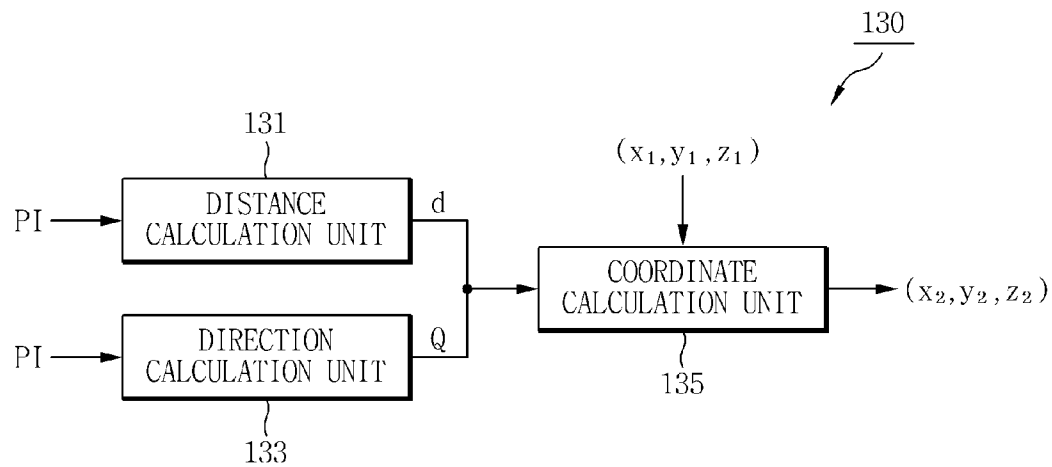 130
131
(x₁,y₁,z₁)
PI
DISTANCE
CALCULATION UNIT
d
COORDINATE
CALCULATION UNIT
(x₂,y₂,z₂)
PI
DIRECTION
CALCULATION UNIT
Q
135
133